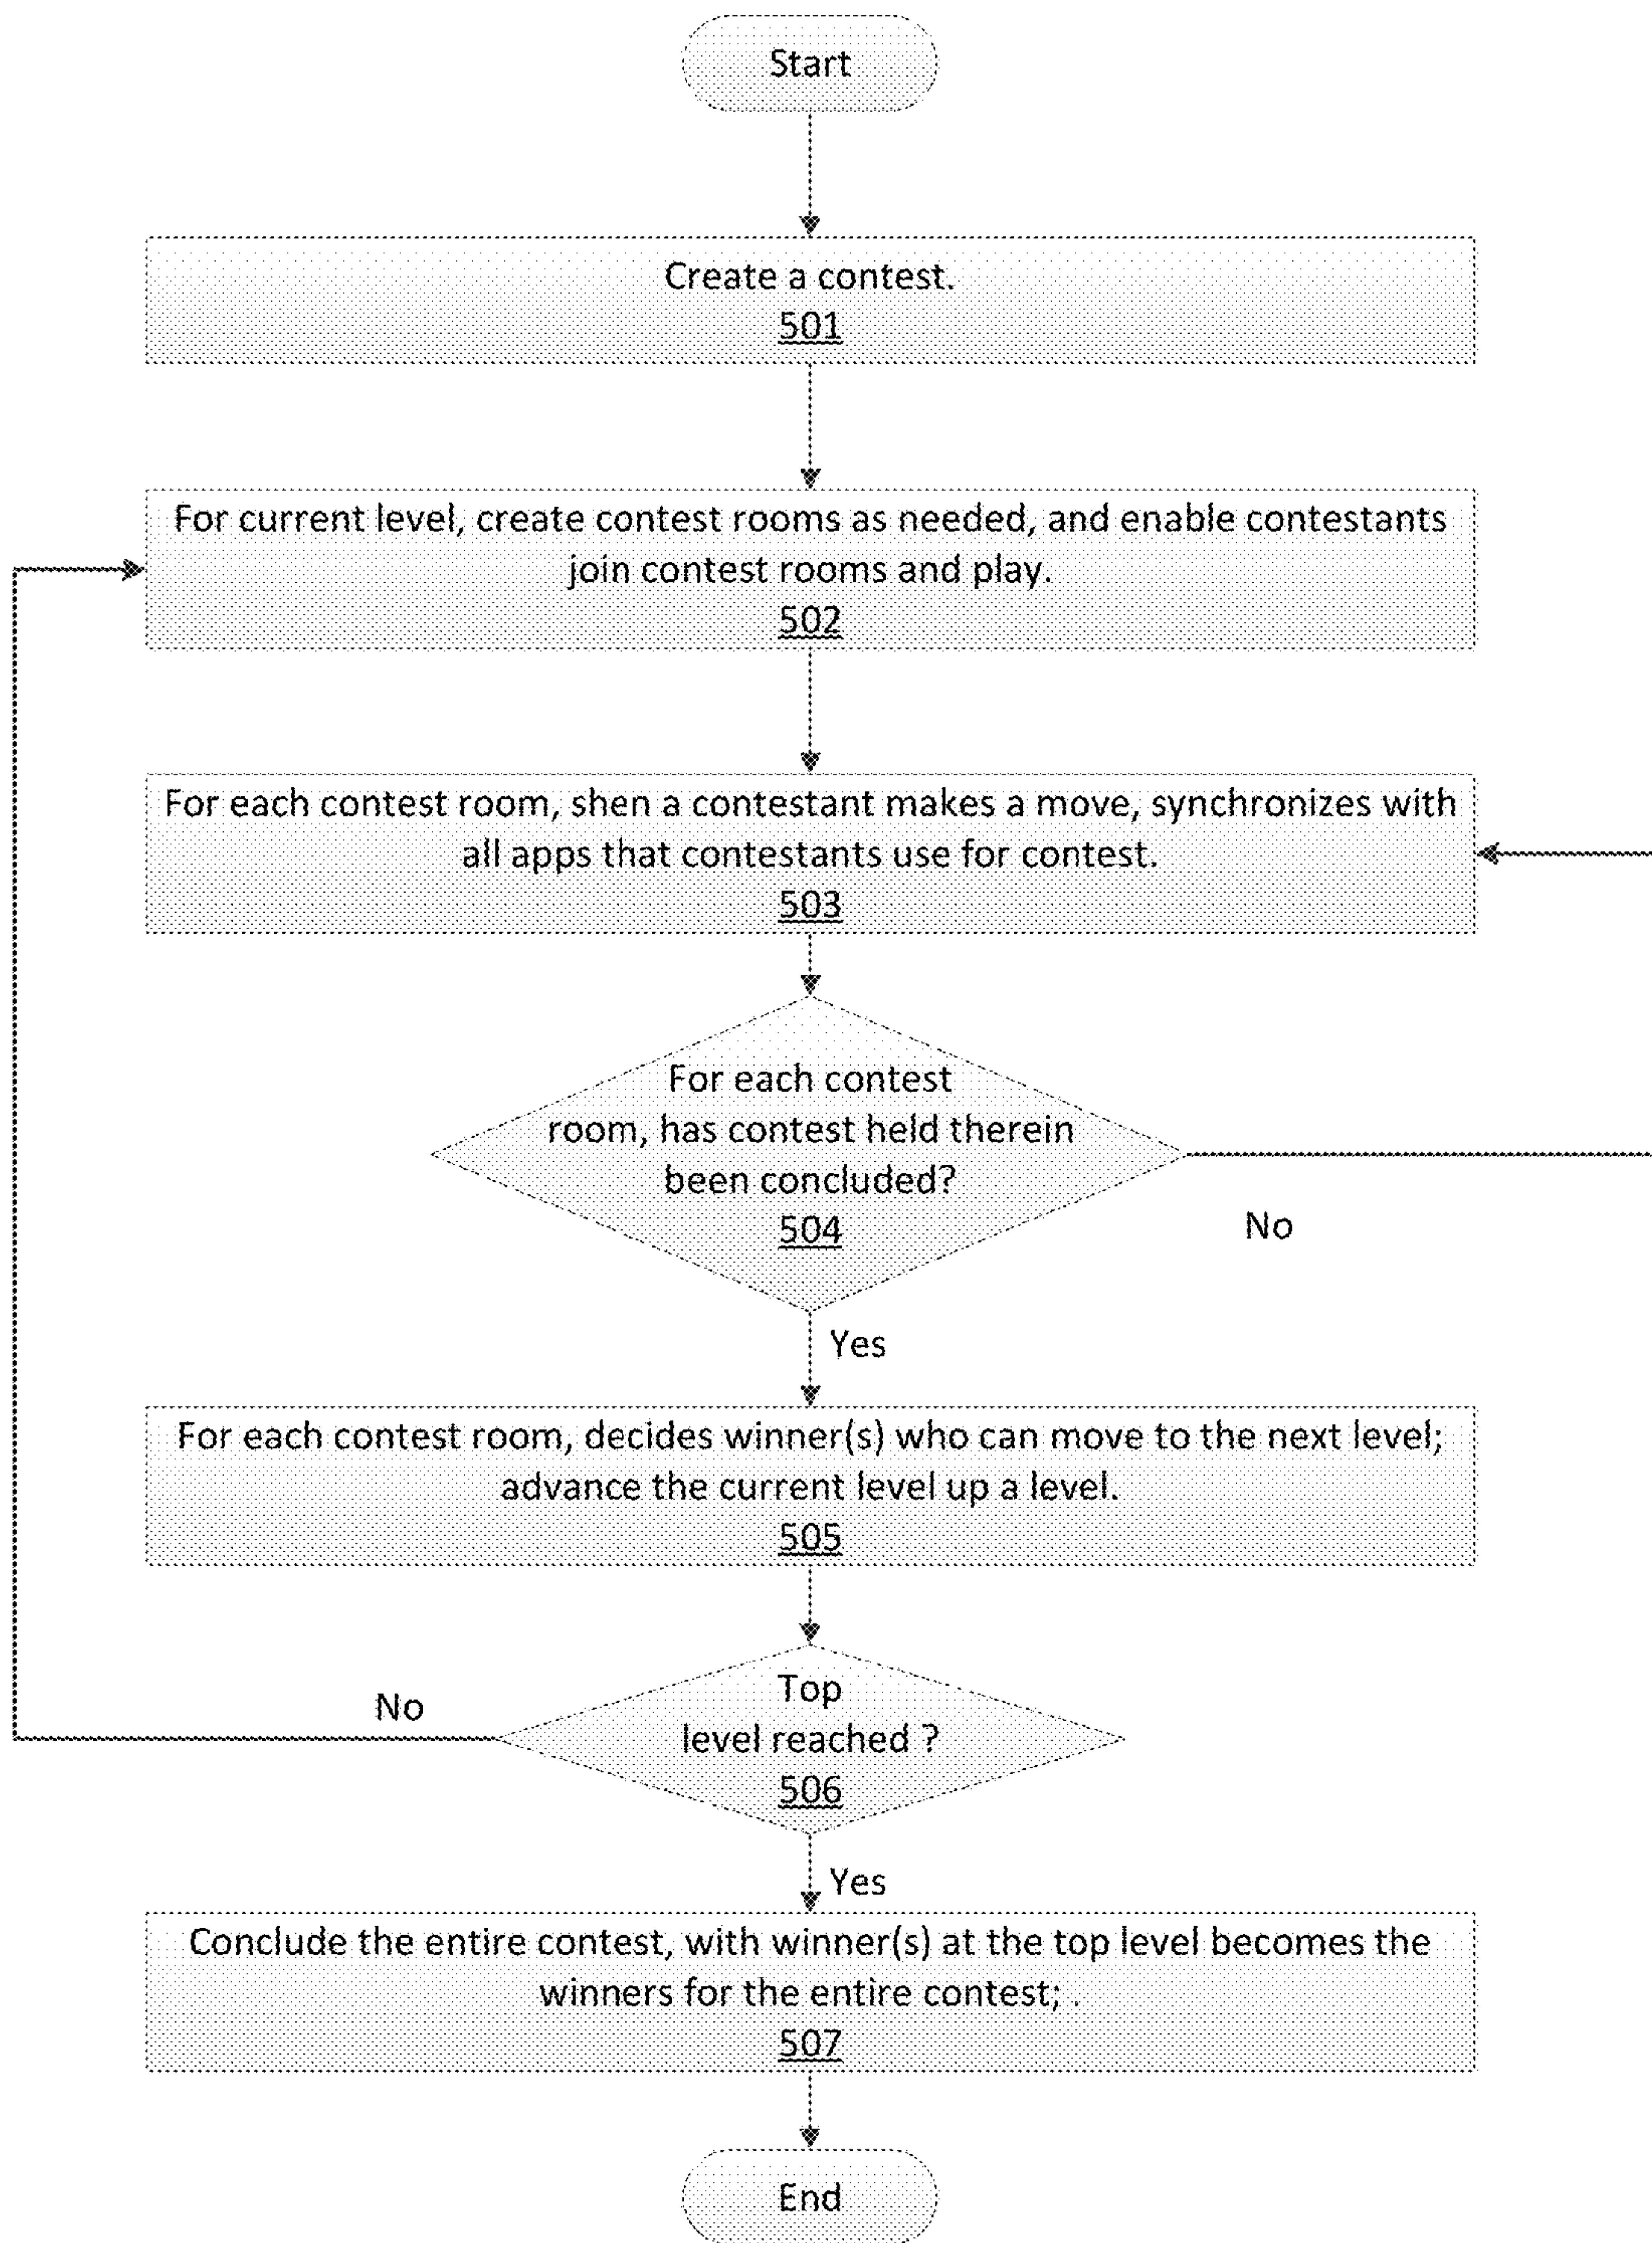 Start
Create a contest.
501
For current level, create contest rooms as needed, and enable contestants
join contest rooms and play.
502
For each contest room, shen a contestant makes a move, synchronizes with
all apps that contestants use for contest.
503
For each contest
room, has contest held therein
been concluded?
504
No
Yes
For each contest room, decides winner(s) who can move to the next level;
advance the current level up a level.
505
Top
No
level reached ?
506
Yes
Conclude the entire contest, with winner(s) at the top level becomes the
winners for the entire contest; .
507
End